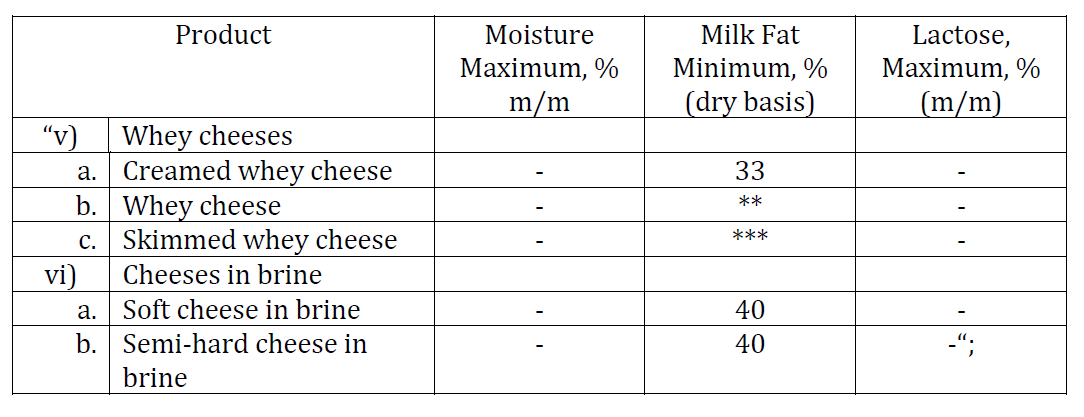 Product Moisture Maximum, % m/m Milk Fat Minimum, % (dry basis) Lactose, Maximum, % (m/m)
“v) Whey cheeses
a. Creamed whey cheese - 33 -
b. Whey cheese - ** -
c. Skimmed whey cheese - *** -
vi) Cheeses in brine
a. Soft cheese in brine - 40 -
b. Semi-hard cheese in brine - 40 -“;